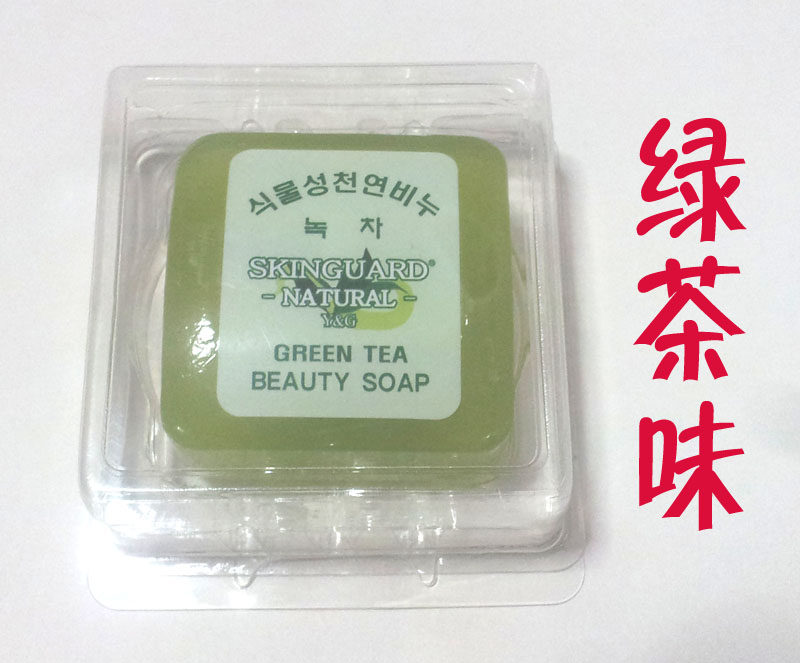 식물성천연비누
녹차
SKINGUARD®
- NATURAL -
Y&G
GREEN TEA
BEAUTY SOAP
绿茶味